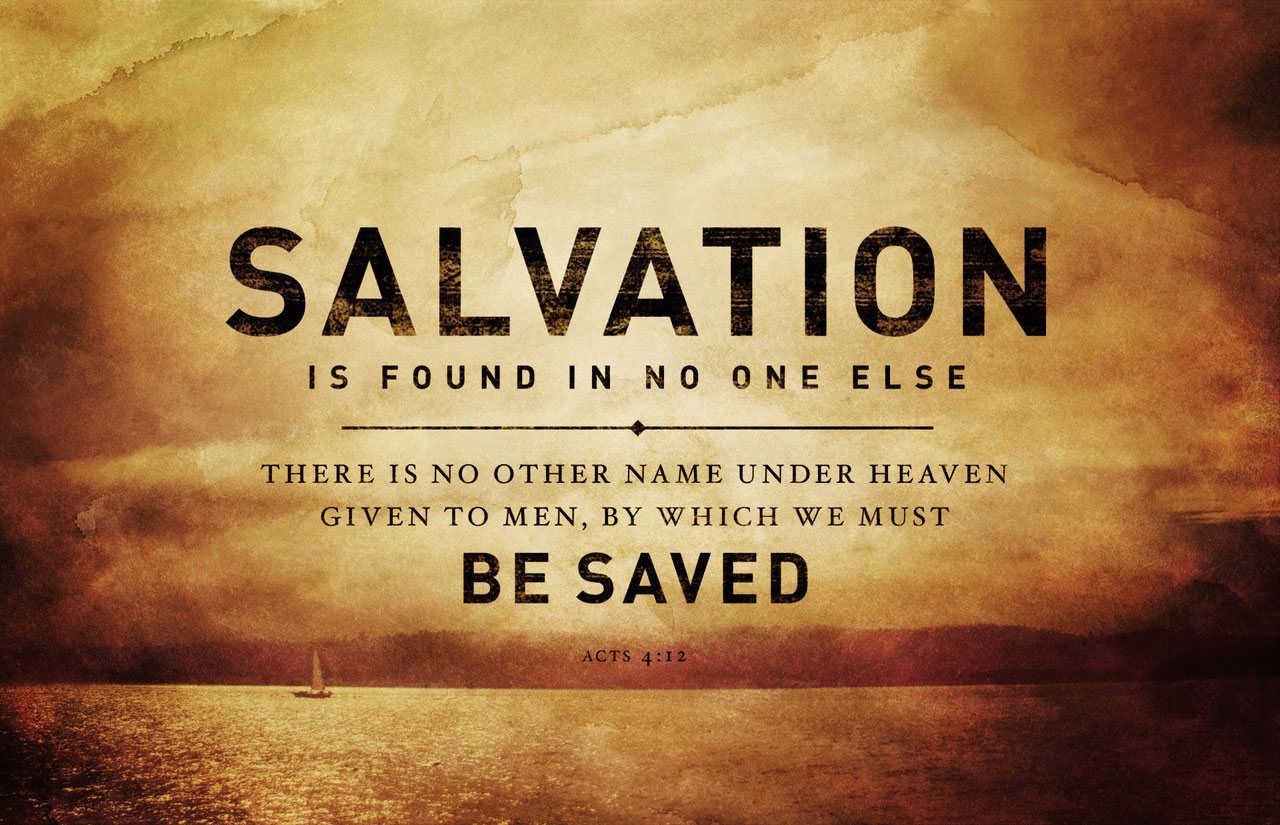 SALVATION
IS FOUND IN NO ONE ELSE
THERE IS NO OTHER NAME UNDER HEAVEN
GIVEN TO MEN, BY WHICH WE MUST
BE SAVED
ACTS 4:12